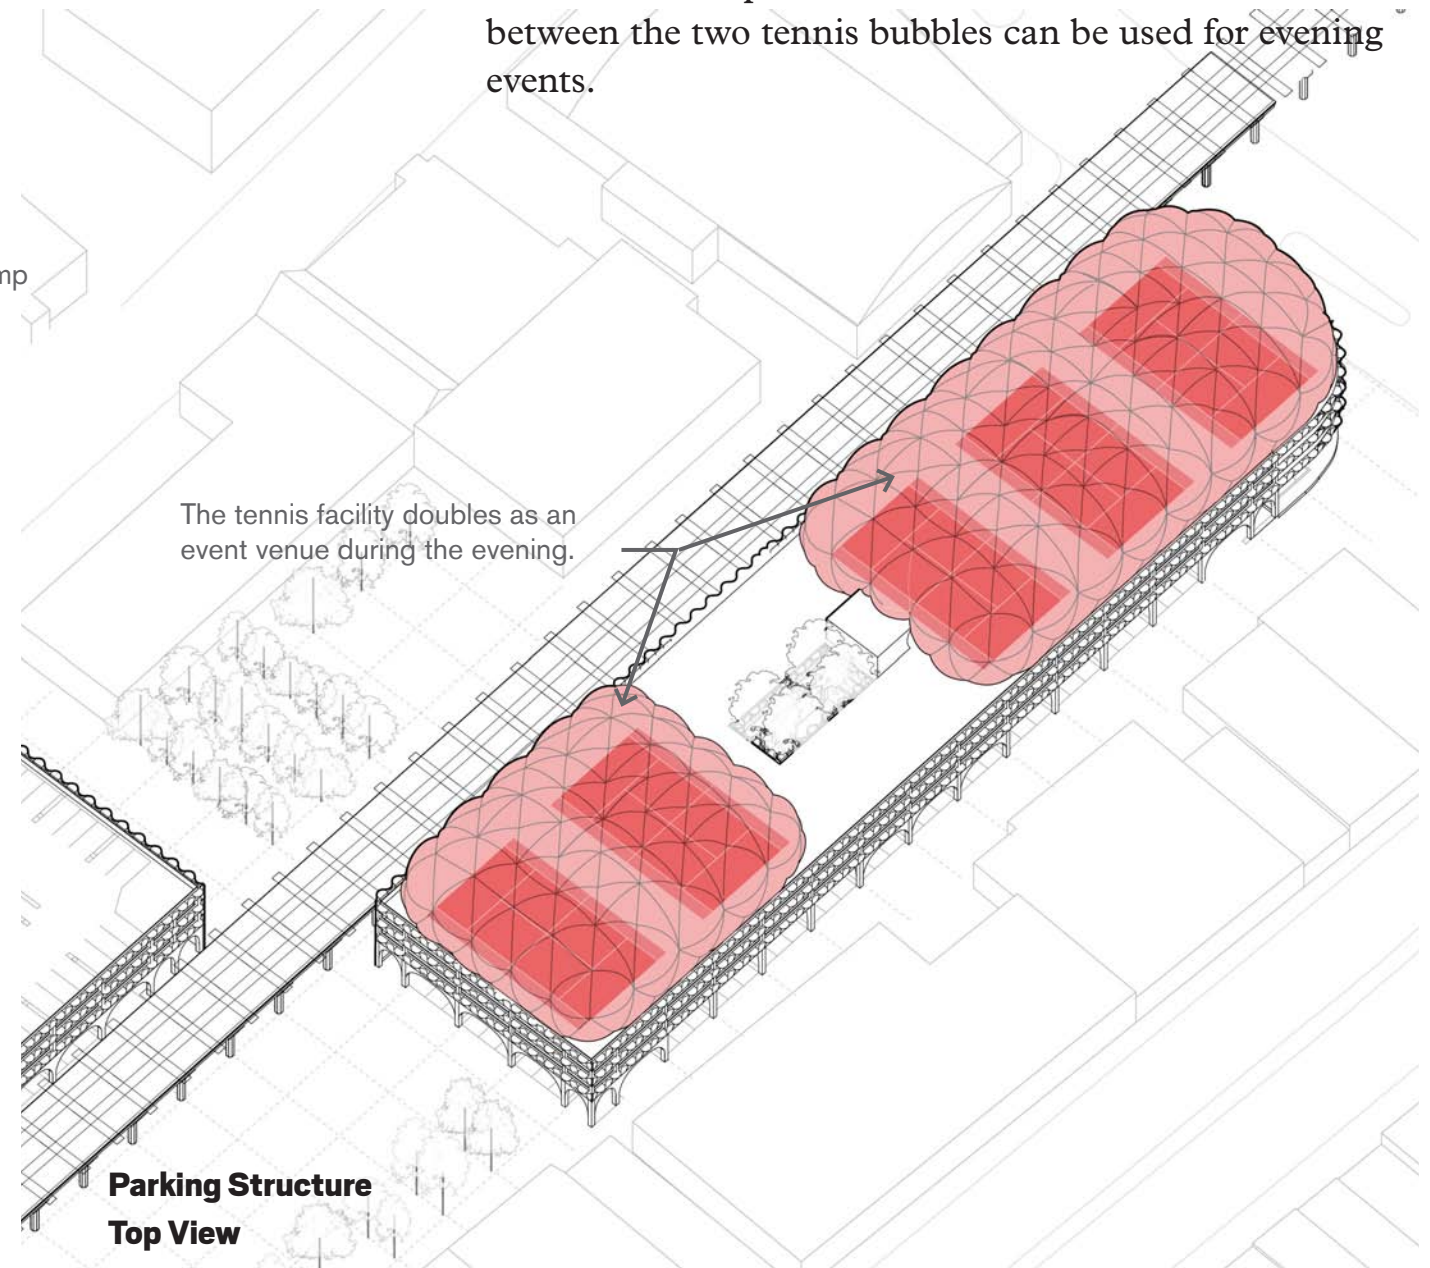 between the two tennis bubbles can be used for evening
events.
The tennis facility doubles as an
event venue during the evening.
Parking Structure
Top View